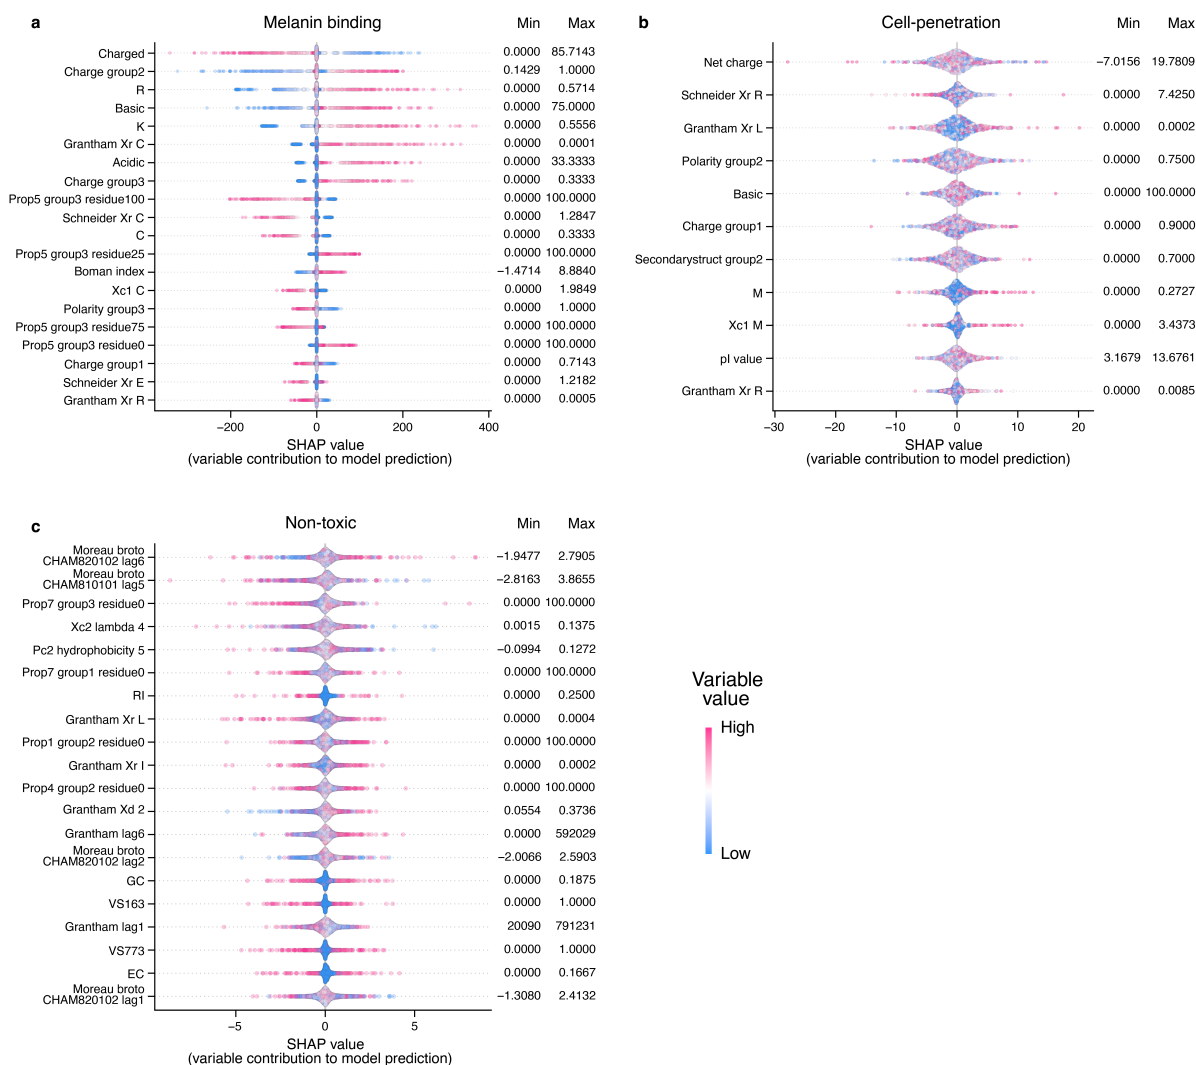 a Melanin binding Min Max
Charged 0.0000 85.7143
Charge group2 0.1429 1.0000
R 0.0000 0.5714
Basic 0.0000 75.0000
K 0.0000 0.5556
Grantham Xr C 0.0000 0.0001
Acidic 0.0000 33.3333
Charge group3 0.0000 0.3333
Prop5 group3 residue100 0.0000 100.0000
Schneider Xr C 0.0000 1.2847
C 0.0000 0.3333
Prop5 group3 residue25 0.0000 100.0000
Boman index −1.4714 8.8840
Xc1 C 0.0000 1.9849
Polarity group3 0.0000 1.0000
Prop5 group3 residue75 0.0000 100.0000
Prop5 group3 residue0 0.0000 100.0000
Charge group1 0.0000 0.7143
Schneider Xr E 0.0000 1.2182
Grantham Xr R 0.0000 0.0005
−200 0 200 400
SHAP value
(variable contribution to model prediction)
b Cell-penetration Min Max
Net charge −7.0156 19.7809
Schneider Xr R 0.0000 7.4250
Grantham Xr L 0.0000 0.0002
Polarity group2 0.0000 0.7500
Basic 0.0000 100.0000
Charge group1 0.0000 0.9000
Secondarystruct group2 0.0000 0.7000
M 0.0000 0.2727
Xc1 M 0.0000 3.4373
pI value 3.1679 13.6761
Grantham Xr R 0.0000 0.0085
−30 −20 −10 0 10 20
SHAP value
(variable contribution to model prediction)
c Non-toxic Min Max
Moreau broto
CHAM820102 lag6 −1.9477 2.7905
Moreau broto
CHAM810101 lag5 −2.8163 3.8655
Prop7 group3 residue0 0.0000 100.0000
Xc2 lambda 4 0.0015 0.1375
Pc2 hydrophobicity 5 −0.0994 0.1272
Prop7 group1 residue0 0.0000 100.0000
RI 0.0000 0.2500
Grantham Xr L 0.0000 0.0004
Prop1 group2 residue0 0.0000 100.0000
Grantham Xr I 0.0000 0.0002
Prop4 group2 residue0 0.0000 100.0000
Grantham Xd 2 0.0554 0.3736
Grantham lag6 0.0000 592029
Moreau broto
CHAM820102 lag2 −2.0066 2.5903
GC 0.0000 0.1875
VS163 0.0000 1.0000
Grantham lag1 20090 791231
VS773 0.0000 1.0000
EC 0.0000 0.1667
Moreau broto
CHAM820102 lag1 −1.3080 2.4132
−5 0 5
SHAP value
(variable contribution to model prediction)
Variable
value
High
Low